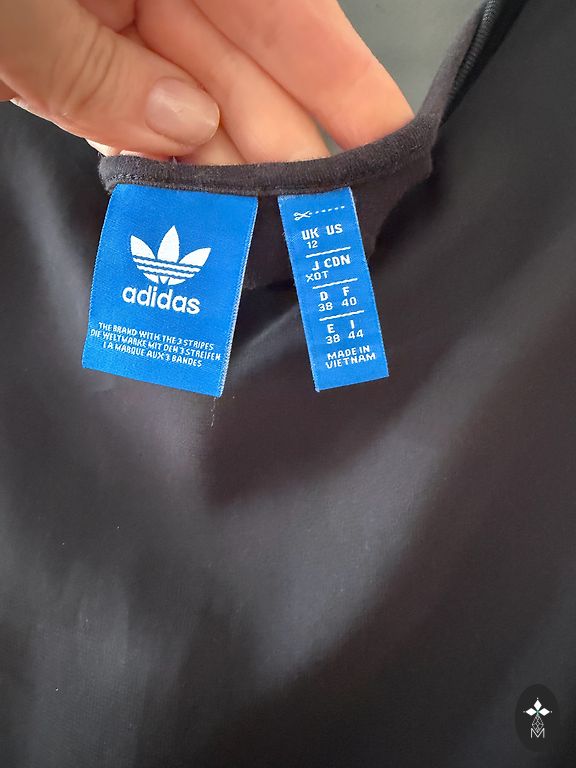 adidas
THE BRAND WITH THE 3 STRIPES
DIE WELTMARKE MIT DEN 3 STREIFEN
LA MARQUE AUX 3 BANDES
UK US
12
J CDN
XOT
D F
38 40
E I
38 44
MADE IN
VIETNAM
M